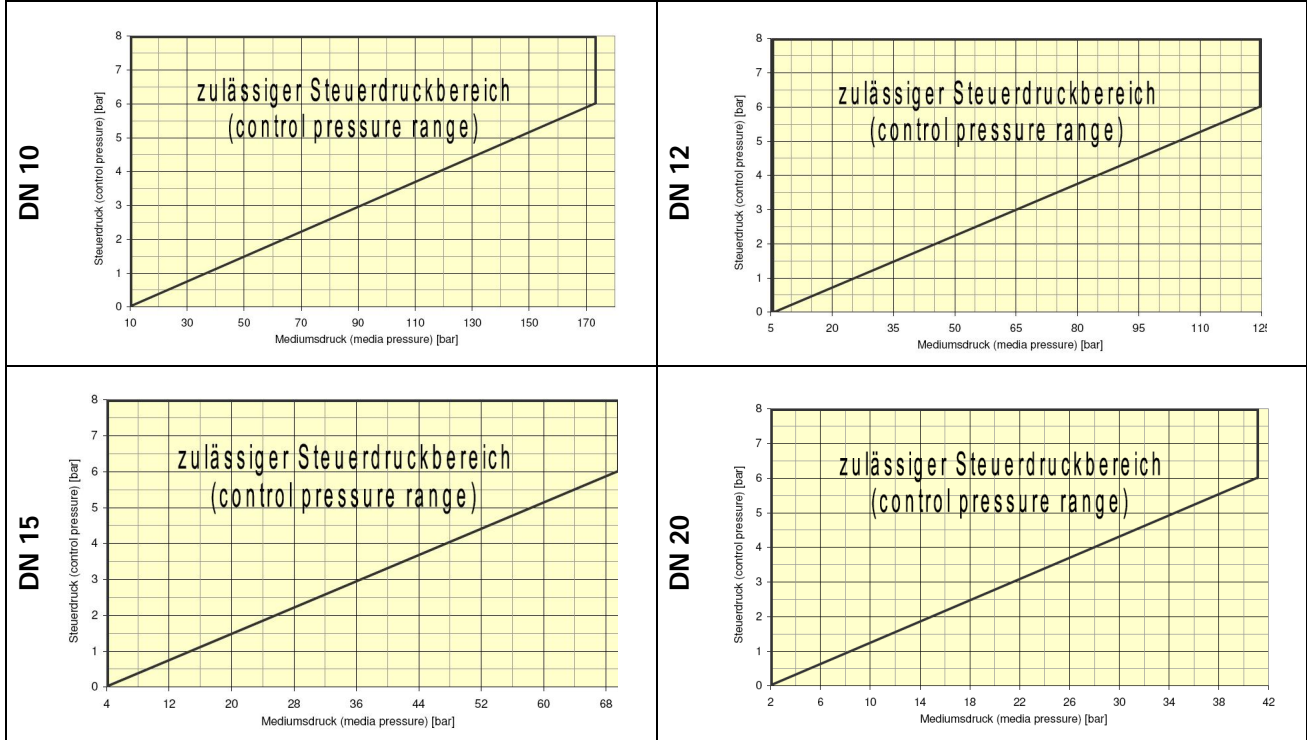 DN 10
Steuerdruck (control pressure) [bar]
8
7
6
5
4
3
2
1
0
zulässiger Steuerdruckbereich
(control pressure range)
10 30 50 70 90 110 130 150 170
Mediumsdruck (media pressure) [bar]
DN 12
Steuerdruck (control pressure) [bar]
8
7
6
5
4
3
2
1
0
zulässiger Steuerdruckbereich
(control pressure range)
5 20 35 50 65 80 95 110 125
Mediumsdruck (media pressure) [bar]
DN 15
Steuerdruck (control pressure) [bar]
8
7
6
5
4
3
2
1
0
zulässiger Steuerdruckbereich
(control pressure range)
4 12 20 28 36 44 52 60 68
Mediumsdruck (media pressure) [bar]
DN 20
Steuerdruck (control pressure) [bar]
8
7
6
5
4
3
2
1
0
zulässiger Steuerdruckbereich
(control pressure range)
2 6 10 14 18 22 26 30 34 38 42
Mediumsdruck (media pressure) [bar]